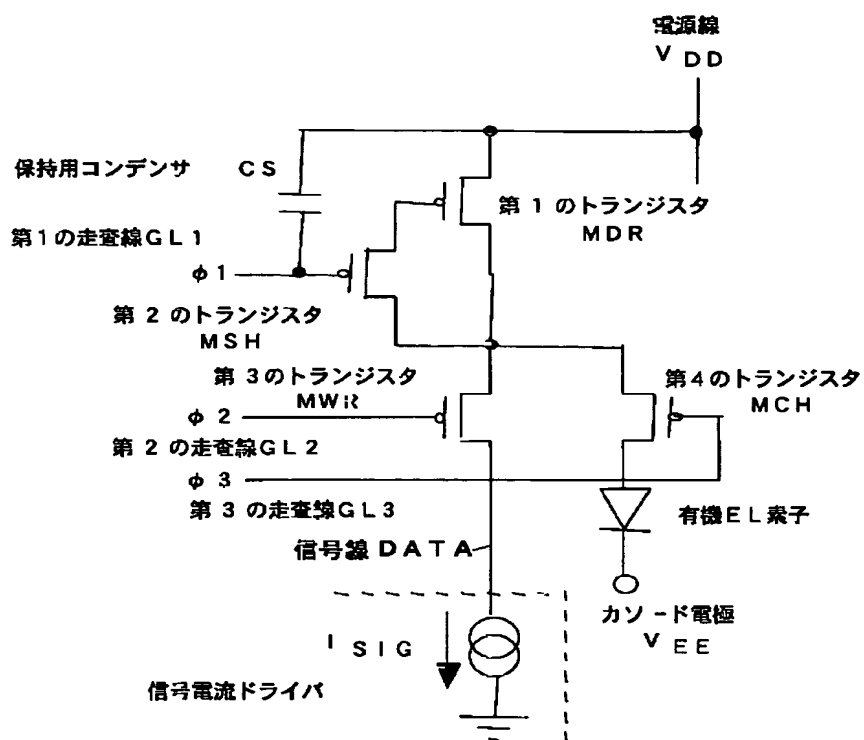 電源線
V DD
保持用コンデンサ CS
第1のトランジスタ
MDR
第1の走査線GL1
φ1
第2のトランジスタ
MSH
第3のトランジスタ
MWR
第4のトランジスタ
MCH
φ2
第2の走査線GL2
φ3
第3の走査線GL3
有機EL素子
信号線DATA
カソード電極
V EE
I SIG
信号電流ドライバ